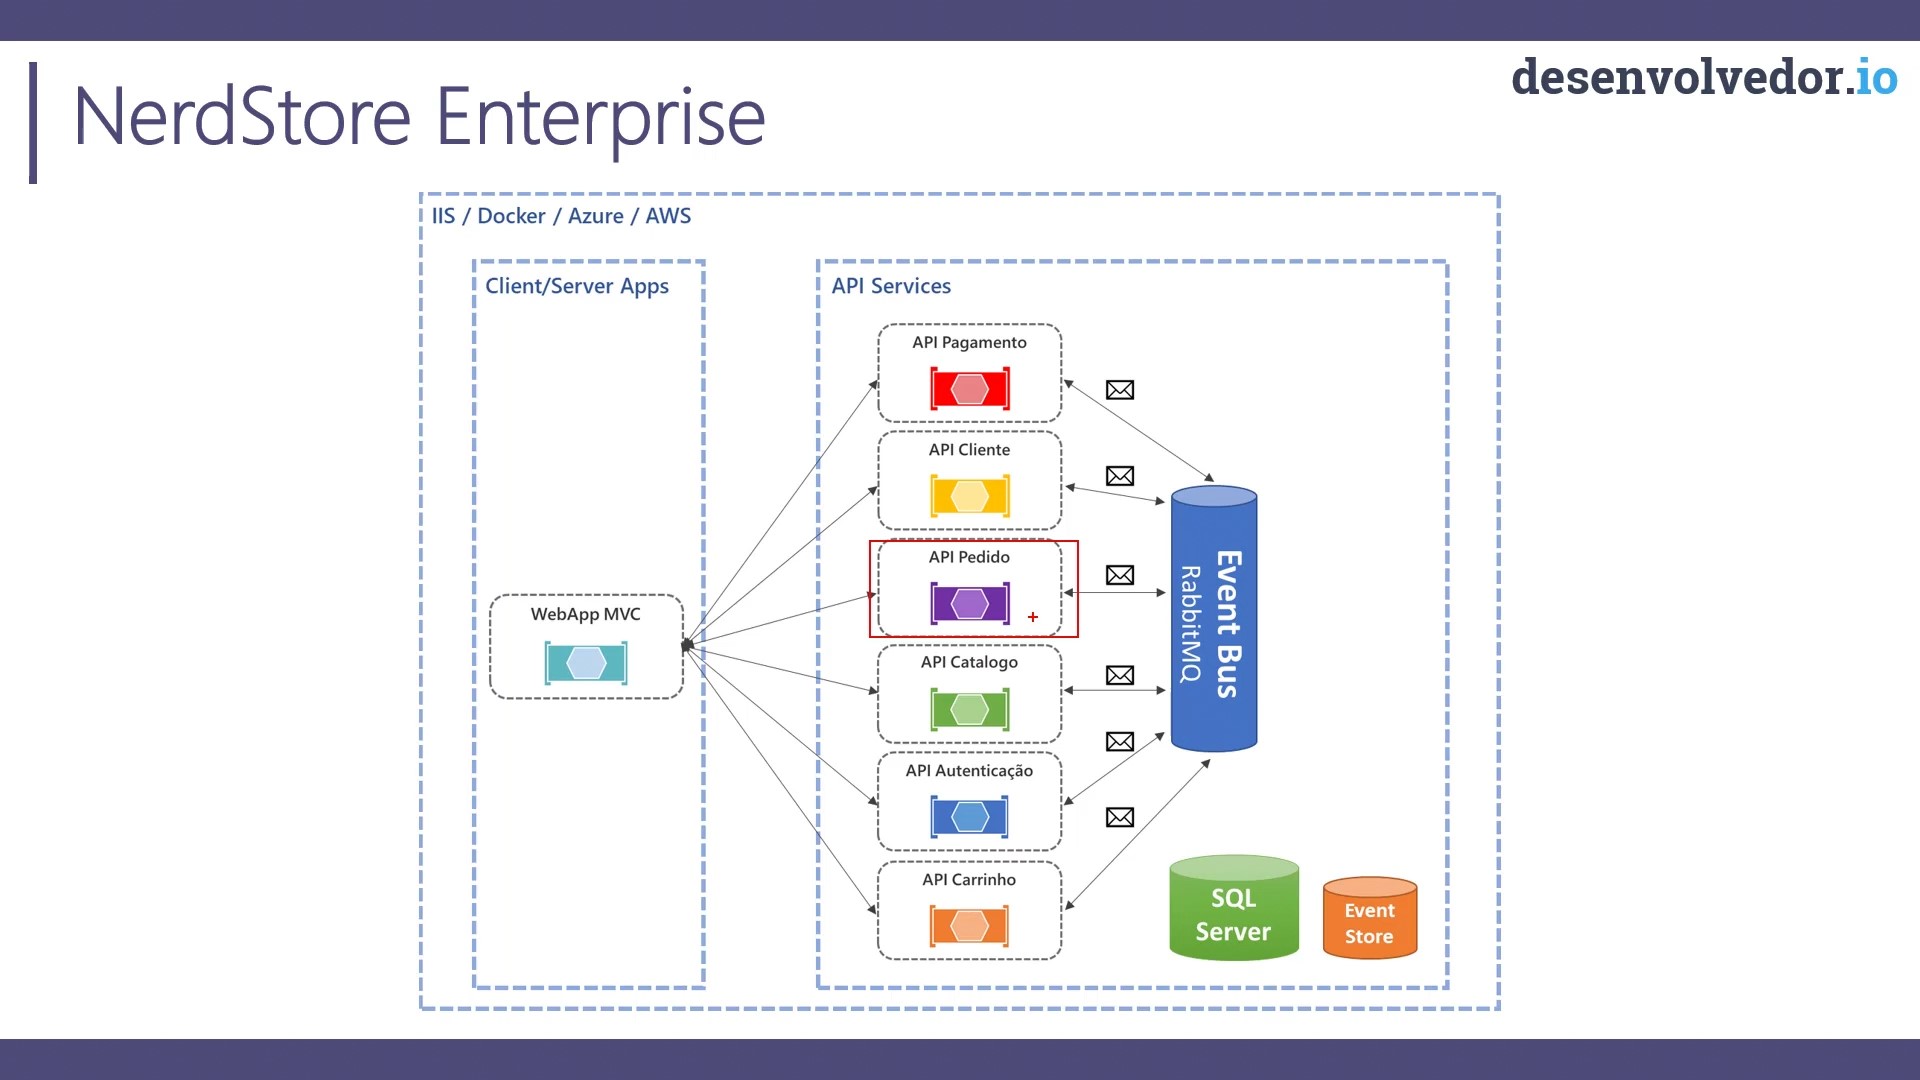 desenvolvedor.io
NerdStore Enterprise
IIS / Docker / Azure / AWS
Client/Server Apps
API Services
API Pagamento
API Cliente
API Pedido
WebApp MVC
API Catalogo
API Autenticação
API Carrinho
Event Bus
RabbitMQ
SQL
Server
Event
Store